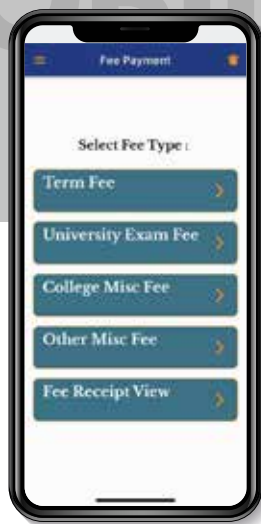 Fee Payment
Select Fee Type :
Term Fee
University Exam Fee
College Misc Fee
Other Misc Fee
Fee Receipt View